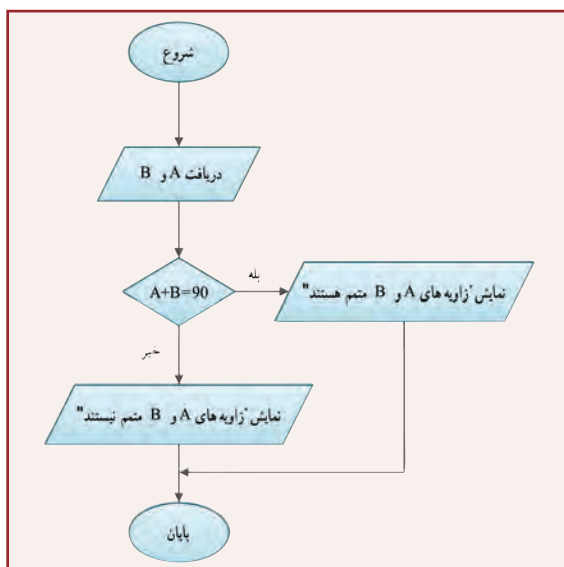 شروع
دریافت A و B
A+B=90
بله
نمایش "زاویه های A و B متمم هستند"
خیر
نمایش "زاویه های A و B متمم نیستند"
پایان